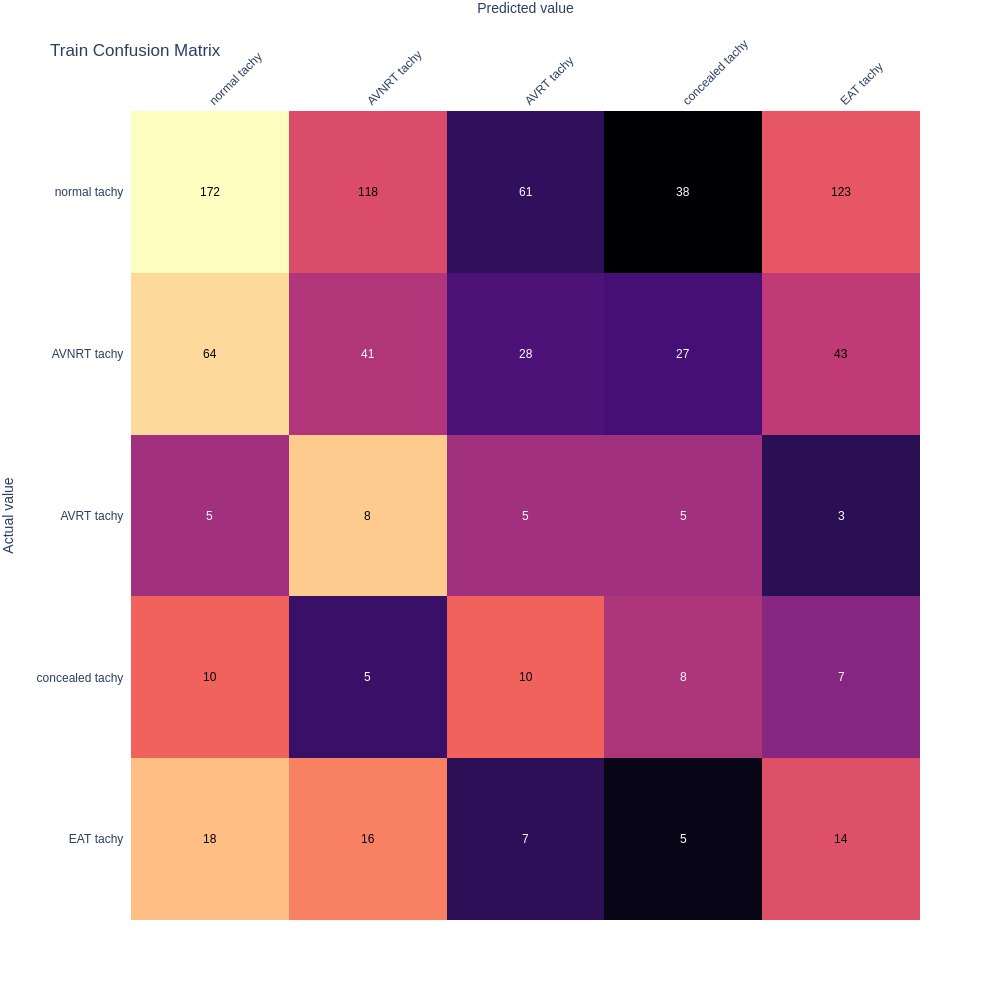 Predicted value
Train Confusion Matrix
normal tachy
AVNRT tachy
AVRT tachy
concealed tachy
EAT tachy
normal tachy 172 118 61 38 123
AVNRT tachy 64 41 28 27 43
Actual value
AVRT tachy 5 8 5 5 3
concealed tachy 10 5 10 8 7
EAT tachy 18 16 7 5 14